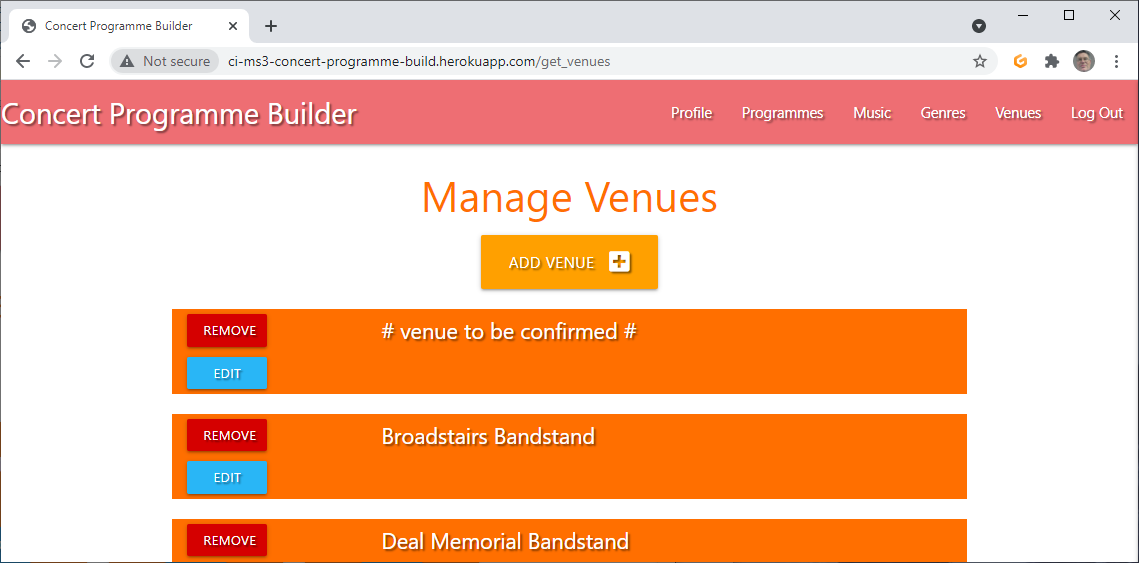 Concert Programme Builder
Not secure
ci-ms3-concert-programme-build.herokuapp.com/get_venues
Concert Programme Builder
Profile
Programmes
Music
Genres
Venues
Log Out
Manage Venues
ADD VENUE
REMOVE
# venue to be confirmed #
EDIT
REMOVE
Broadstairs Bandstand
EDIT
REMOVE
Deal Memorial Bandstand